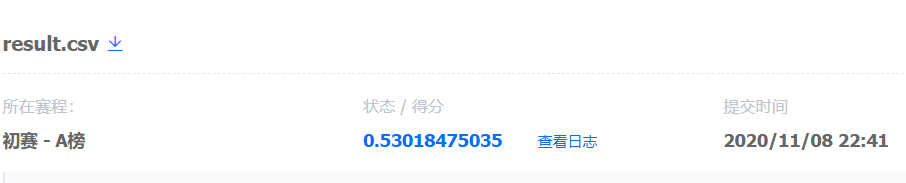 result.csv
所在赛程:
状态 / 得分
提交时间
初赛 - A榜
0.53018475035
查看日志
2020/11/08 22:41